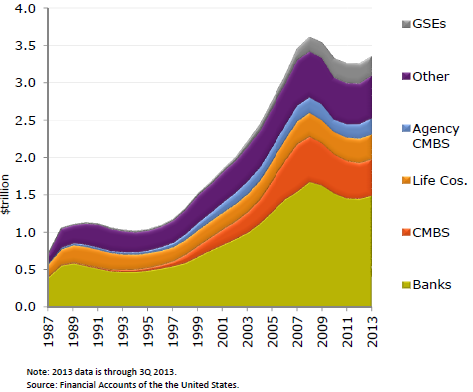 4.0
3.5
3.0
2.5
2.0
1.5
1.0
0.5
0.0
$trillion
1987
1989
1991
1993
1995
1997
1999
2001
2003
2005
2007
2009
2011
2013
GSEs
Other
Agency
CMBS
Life Cos.
CMBS
Banks
Note: 2013 data is through 3Q 2013.
Source: Financial Accounts of the the United States.